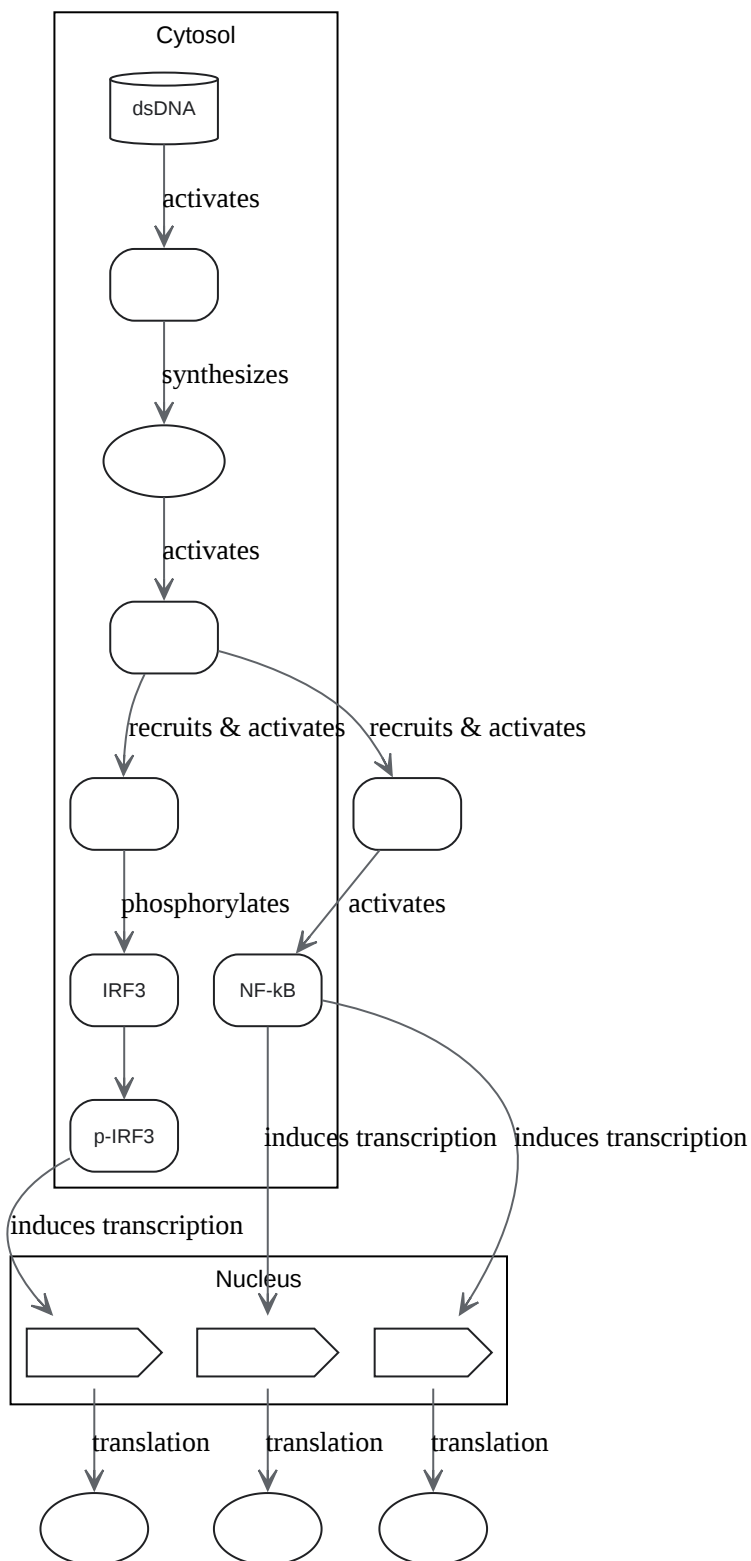 Cytosol
dsDNA
activates
synthesizes
activates
recruits & activates
recruits & activates
phosphorylates
activates
IRF3
NF-kB
p-IRF3
induces transcription
induces transcription
induces transcription
Nucleus
translation
translation
translation